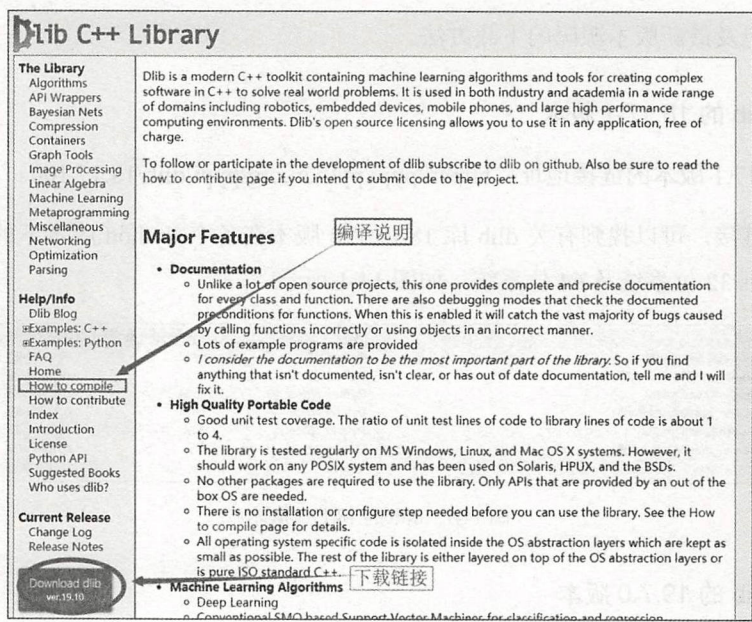 Dlib C++ Library
The Library
Algorithms
API Wrappers
Bayesian Nets
Compression
Containers
Graph Tools
Image Processing
Linear Algebra
Machine Learning
Metaprogramming
Miscellaneous
Networking
Optimization
Parsing
Help/Info
Dlib Blog
Examples: C++
Examples: Python
FAQ
Home
How to compile
How to contribute
Index
Introduction
License
Python API
Suggested Books
Who uses dlib?
Current Release
Change Log
Release Notes
Download dlib
ver.19.10
Dlib is a modern C++ toolkit containing machine learning algorithms and tools for creating complex
software in C++ to solve real world problems. It is used in both industry and academia in a wide range
of domains including robotics, embedded devices, mobile phones, and large high performance
computing environments. Dlib's open source licensing allows you to use it in any application, free of
charge.
To follow or participate in the development of dlib subscribe to dlib on github. Also be sure to read the
how to contribute page if you intend to submit code to the project.
编译说明
Major Features
• Documentation
○ Unlike a lot of open source projects, this one provides complete and precise documentation
for every class and function. There are also debugging modes that check the documented
preconditions for functions. When this is enabled it will catch the vast majority of bugs caused
by calling functions incorrectly or using objects in an incorrect manner.
○ Lots of example programs are provided
○ I consider the documentation to be the most important part of the library. So if you find
anything that isn't documented, isn't clear, or has out of date documentation, tell me and I will
fix it.
• High Quality Portable Code
○ Good unit test coverage. The ratio of unit test lines of code to library lines of code is about 1
to 4.
○ The library is tested regularly on MS Windows, Linux, and Mac OS X systems. However, it
should work on any POSIX system and has been used on Solaris, HPUX, and the BSDs.
○ No other packages are required to use the library. Only APIs that are provided by an out of the
box OS are needed.
○ There is no installation or configure step needed before you can use the library. See the How
to compile page for details.
○ All operating system specific code is isolated inside the OS abstraction layers which are kept as
small as possible. The rest of the library is either layered on top of the OS abstraction layers or
is pure ISO standard C++.
下载链接
• Machine Learning Algorithms
○ Deep Learning
○ Conventional SMO based Support Vector Machines for classification and regression